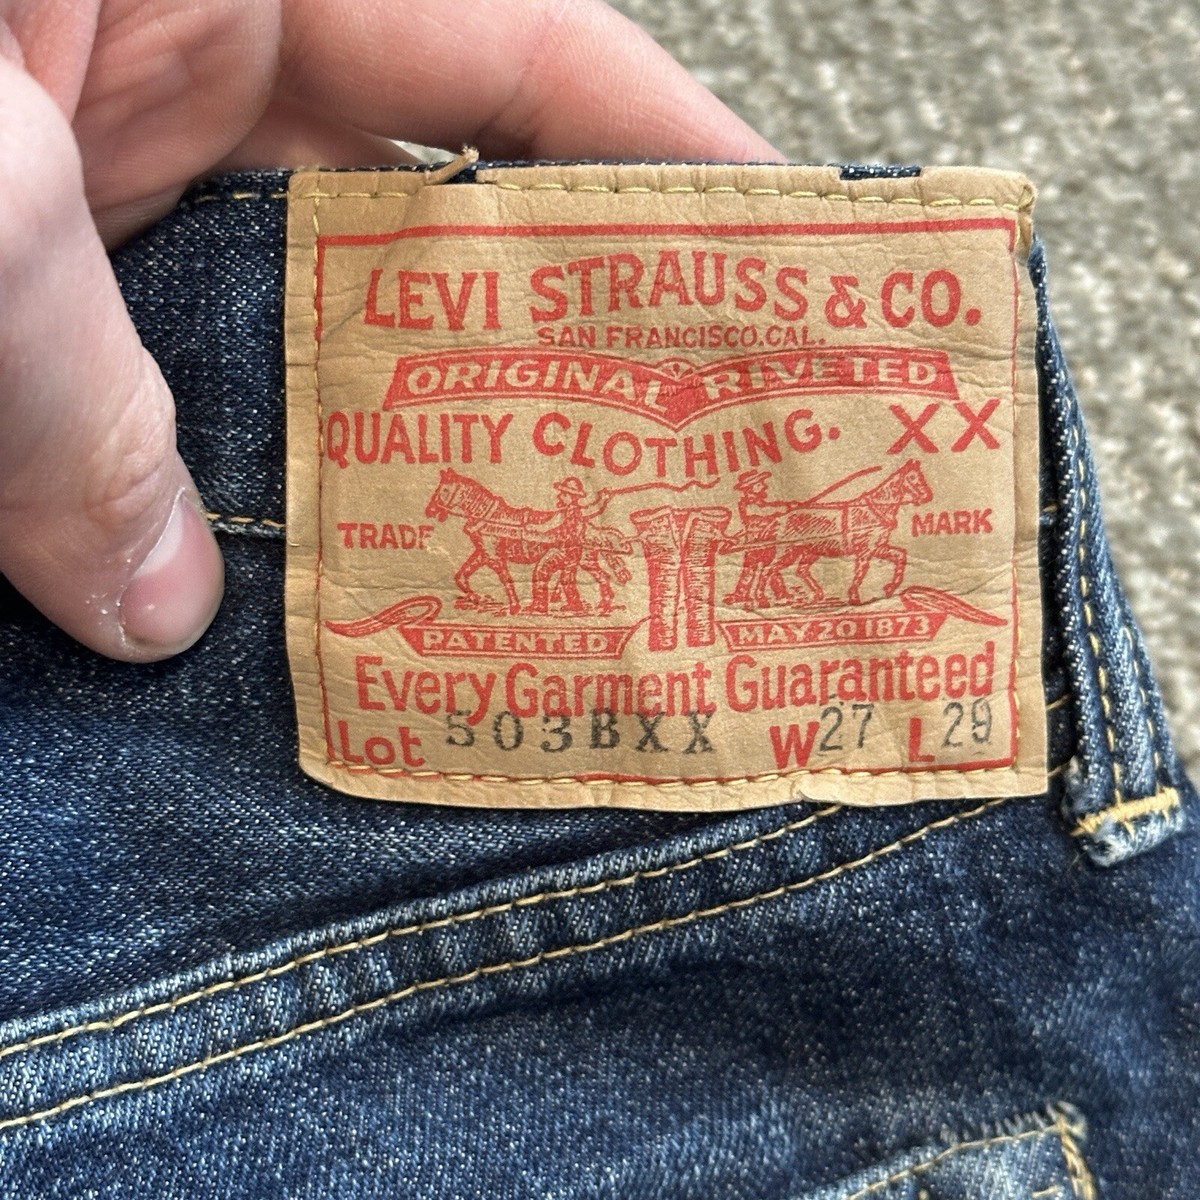 LEVI STRAUSS & CO.
SAN FRANCISCO.CAL.
ORIGINAL RIVETED
QUALITY CLOTHING. XX
TRADE MARK
PATENTED MAY 20 1873
Every Garment Guaranteed
Lot 503BXX W27 L29